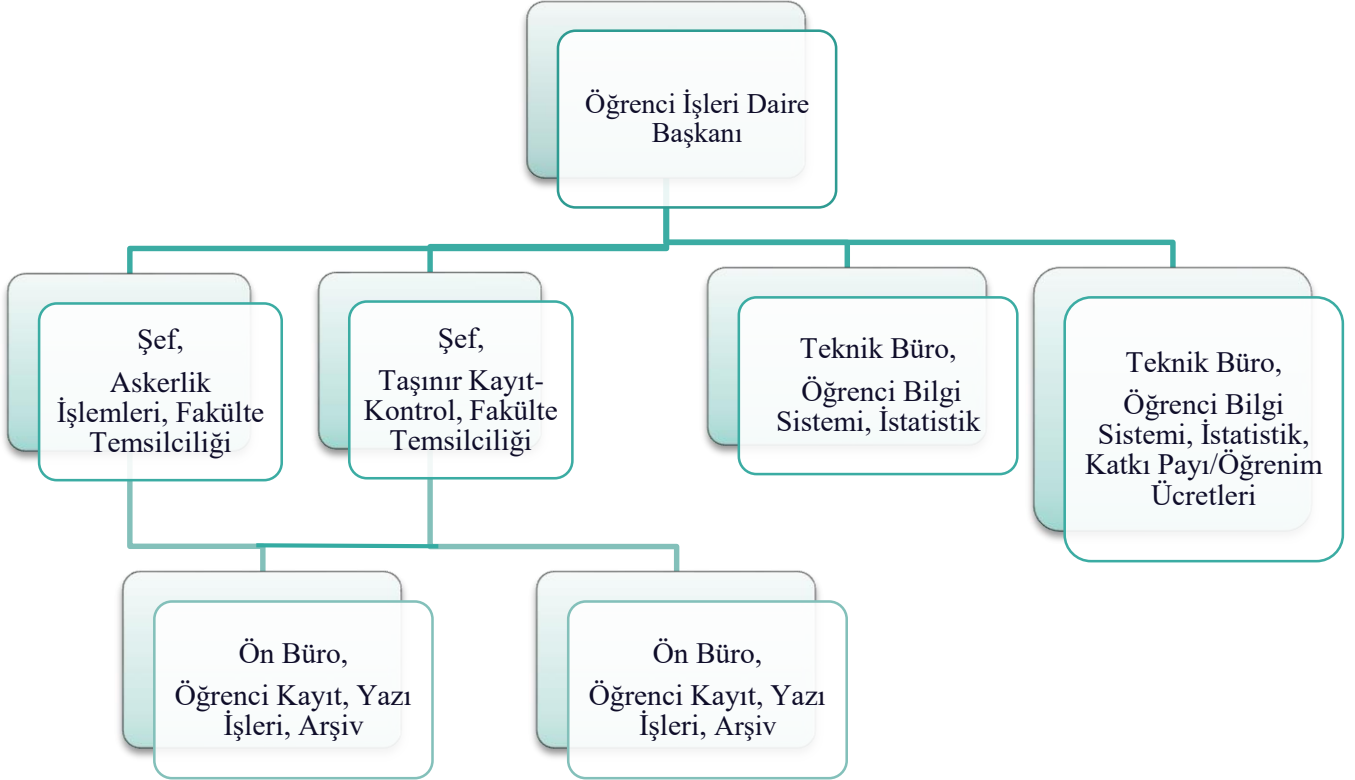 Öğrenci İşleri Daire
Başkanı
Şef,
Askerlik
İşlemleri, Fakülte
Temsilciliği
Şef,
Taşınır Kayıt-
Kontrol, Fakülte
Temsilciliği
Teknik Büro,
Öğrenci Bilgi
Sistemi, İstatistik
Teknik Büro,
Öğrenci Bilgi
Sistemi, İstatistik,
Katkı Payı/Öğrenim
Ücretleri
Ön Büro,
Öğrenci Kayıt, Yazı
İşleri, Arşiv
Ön Büro,
Öğrenci Kayıt, Yazı
İşleri, Arşiv